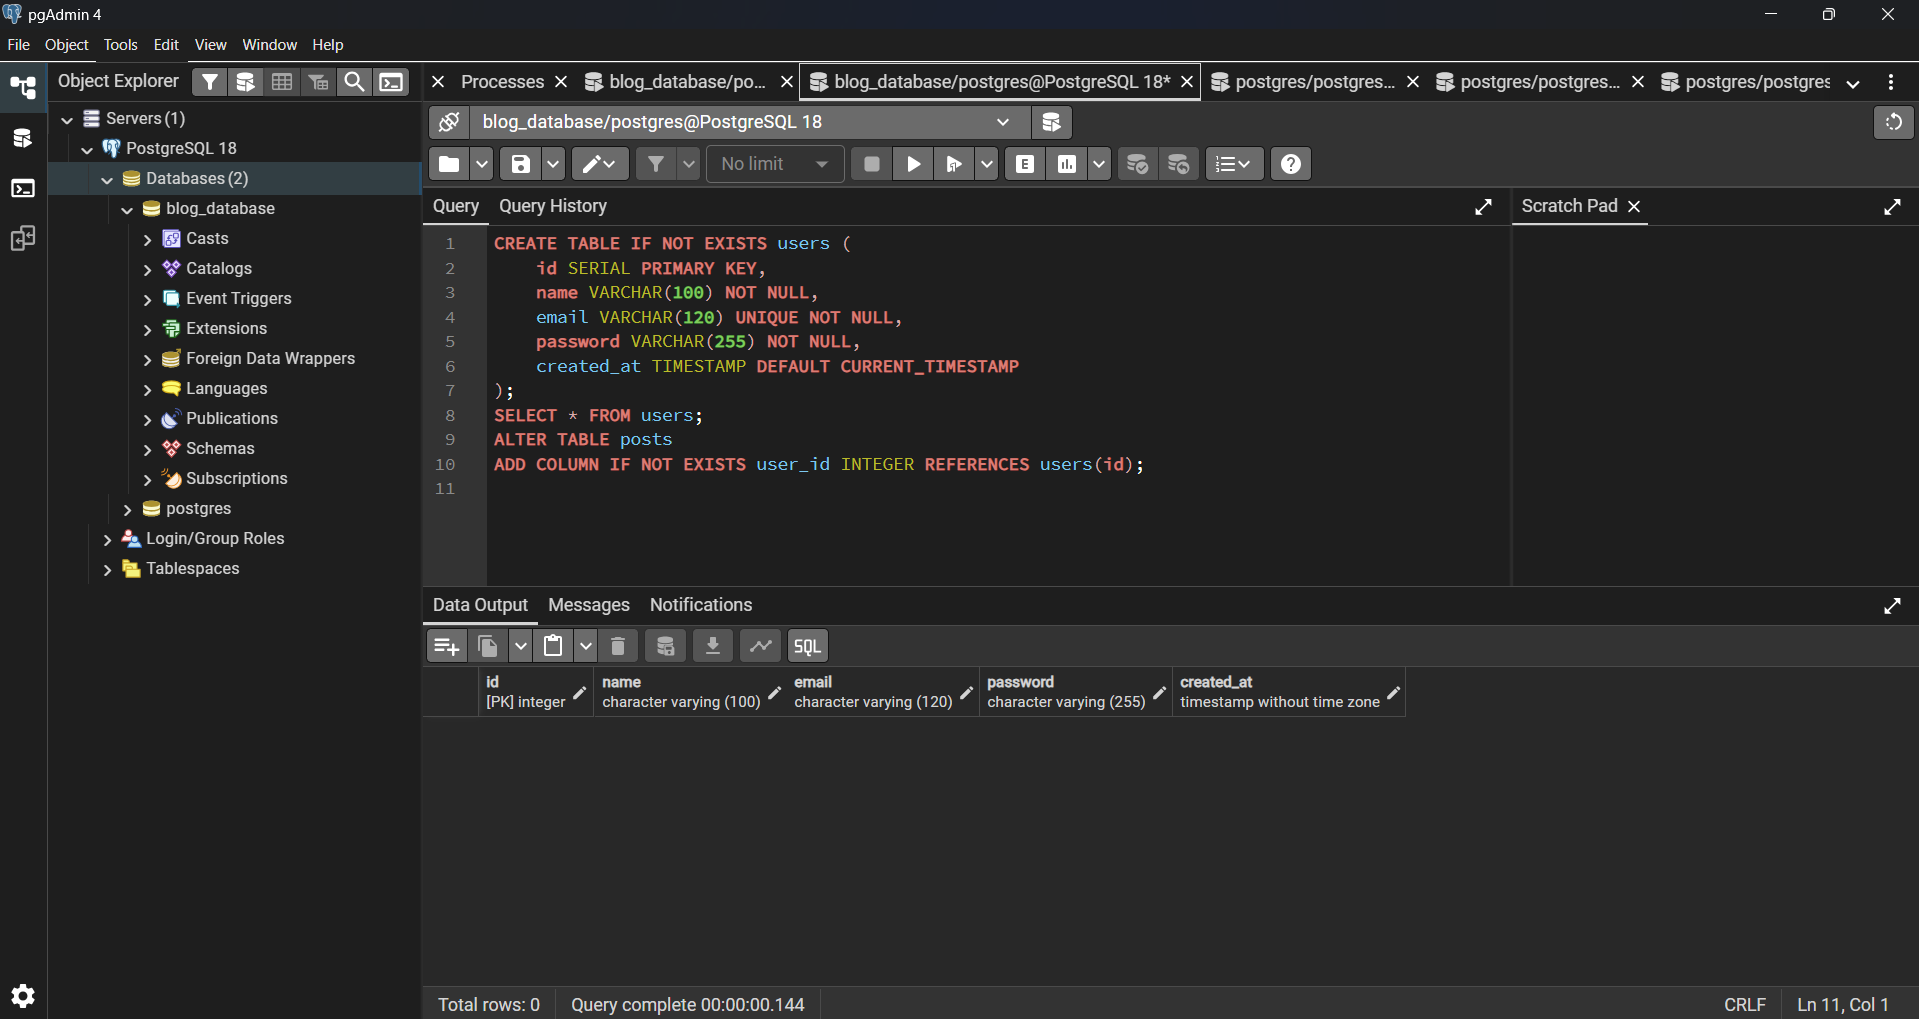 pgAdmin 4
File Object Tools Edit View Window Help
Object Explorer
Processes
blog_database/po...
blog_database/postgres@PostgreSQL 18*
postgres/postgres...
postgres/postgres...
postgres/postgres
Servers (1)
PostgreSQL 18
Databases (2)
blog_database
Casts
Catalogs
Event Triggers
Extensions
Foreign Data Wrappers
Languages
Publications
Schemas
Subscriptions
postgres
Login/Group Roles
Tablespaces
blog_database/postgres@PostgreSQL 18
No limit
E
Query Query History
Scratch Pad
1 CREATE TABLE IF NOT EXISTS users (
2 id SERIAL PRIMARY KEY,
3 name VARCHAR(100) NOT NULL,
4 email VARCHAR(120) UNIQUE NOT NULL,
5 password VARCHAR(255) NOT NULL,
6 created_at TIMESTAMP DEFAULT CURRENT_TIMESTAMP
7 );
8 SELECT * FROM users;
9 ALTER TABLE posts
10 ADD COLUMN IF NOT EXISTS user_id INTEGER REFERENCES users(id);
11
Data Output Messages Notifications
SQL
id name email password created_at
[PK] integer character varying (100) character varying (120) character varying (255) timestamp without time zone
Total rows: 0 Query complete 00:00:00.144 CRLF Ln 11, Col 1